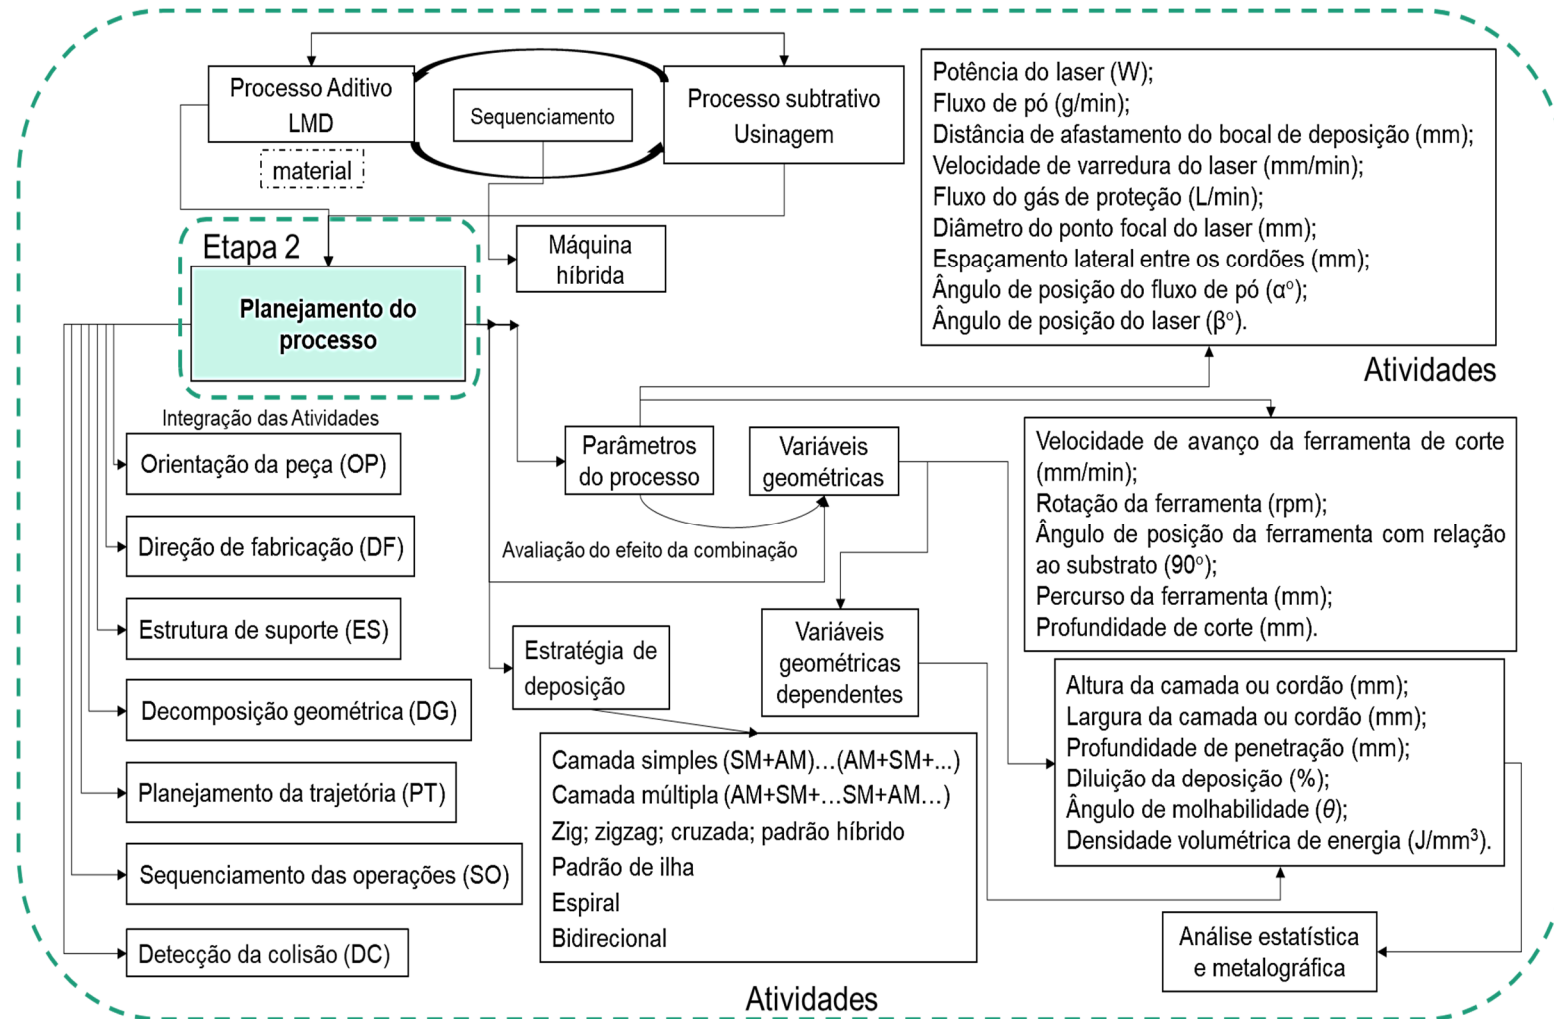 Processo Aditivo
LMD
Sequenciamento
Processo subtrativo
Usinagem
material
Máquina
híbrida
Etapa 2
Planejamento do
processo
Integração das Atividades
Orientação da peça (OP)
Direção de fabricação (DF)
Estrutura de suporte (ES)
Decomposição geométrica (DG)
Planejamento da trajetória (PT)
Sequenciamento das operações (SO)
Detecção da colisão (DC)
Potência do laser (W);
Fluxo de pó (g/min);
Distância de afastamento do bocal de deposição (mm);
Velocidade de varredura do laser (mm/min);
Fluxo do gás de proteção (L/min);
Diâmetro do ponto focal do laser (mm);
Espaçamento lateral entre os cordões (mm);
Ângulo de posição do fluxo de pó (αº);
Ângulo de posição do laser (βº).
Atividades
Parâmetros
do processo
Variáveis
geométricas
Avaliação do efeito da combinação
Velocidade de avanço da ferramenta de corte
(mm/min);
Rotação da ferramenta (rpm);
Ângulo de posição da ferramenta com relação
ao substrato (90º);
Percurso da ferramenta (mm);
Profundidade de corte (mm).
Estratégia de
deposição
Variáveis
geométricas
dependentes
Altura da camada ou cordão (mm);
Largura da camada ou cordão (mm);
Profundidade de penetração (mm);
Diluição da deposição (%);
Ângulo de molhabilidade (θ);
Densidade volumétrica de energia (J/mm³).
Camada simples (SM+AM)…(AM+SM+...)
Camada múltipla (AM+SM+…SM+AM…)
Zig; zigzag; cruzada; padrão híbrido
Padrão de ilha
Espiral
Bidirecional
Análise estatística
e metalográfica
Atividades